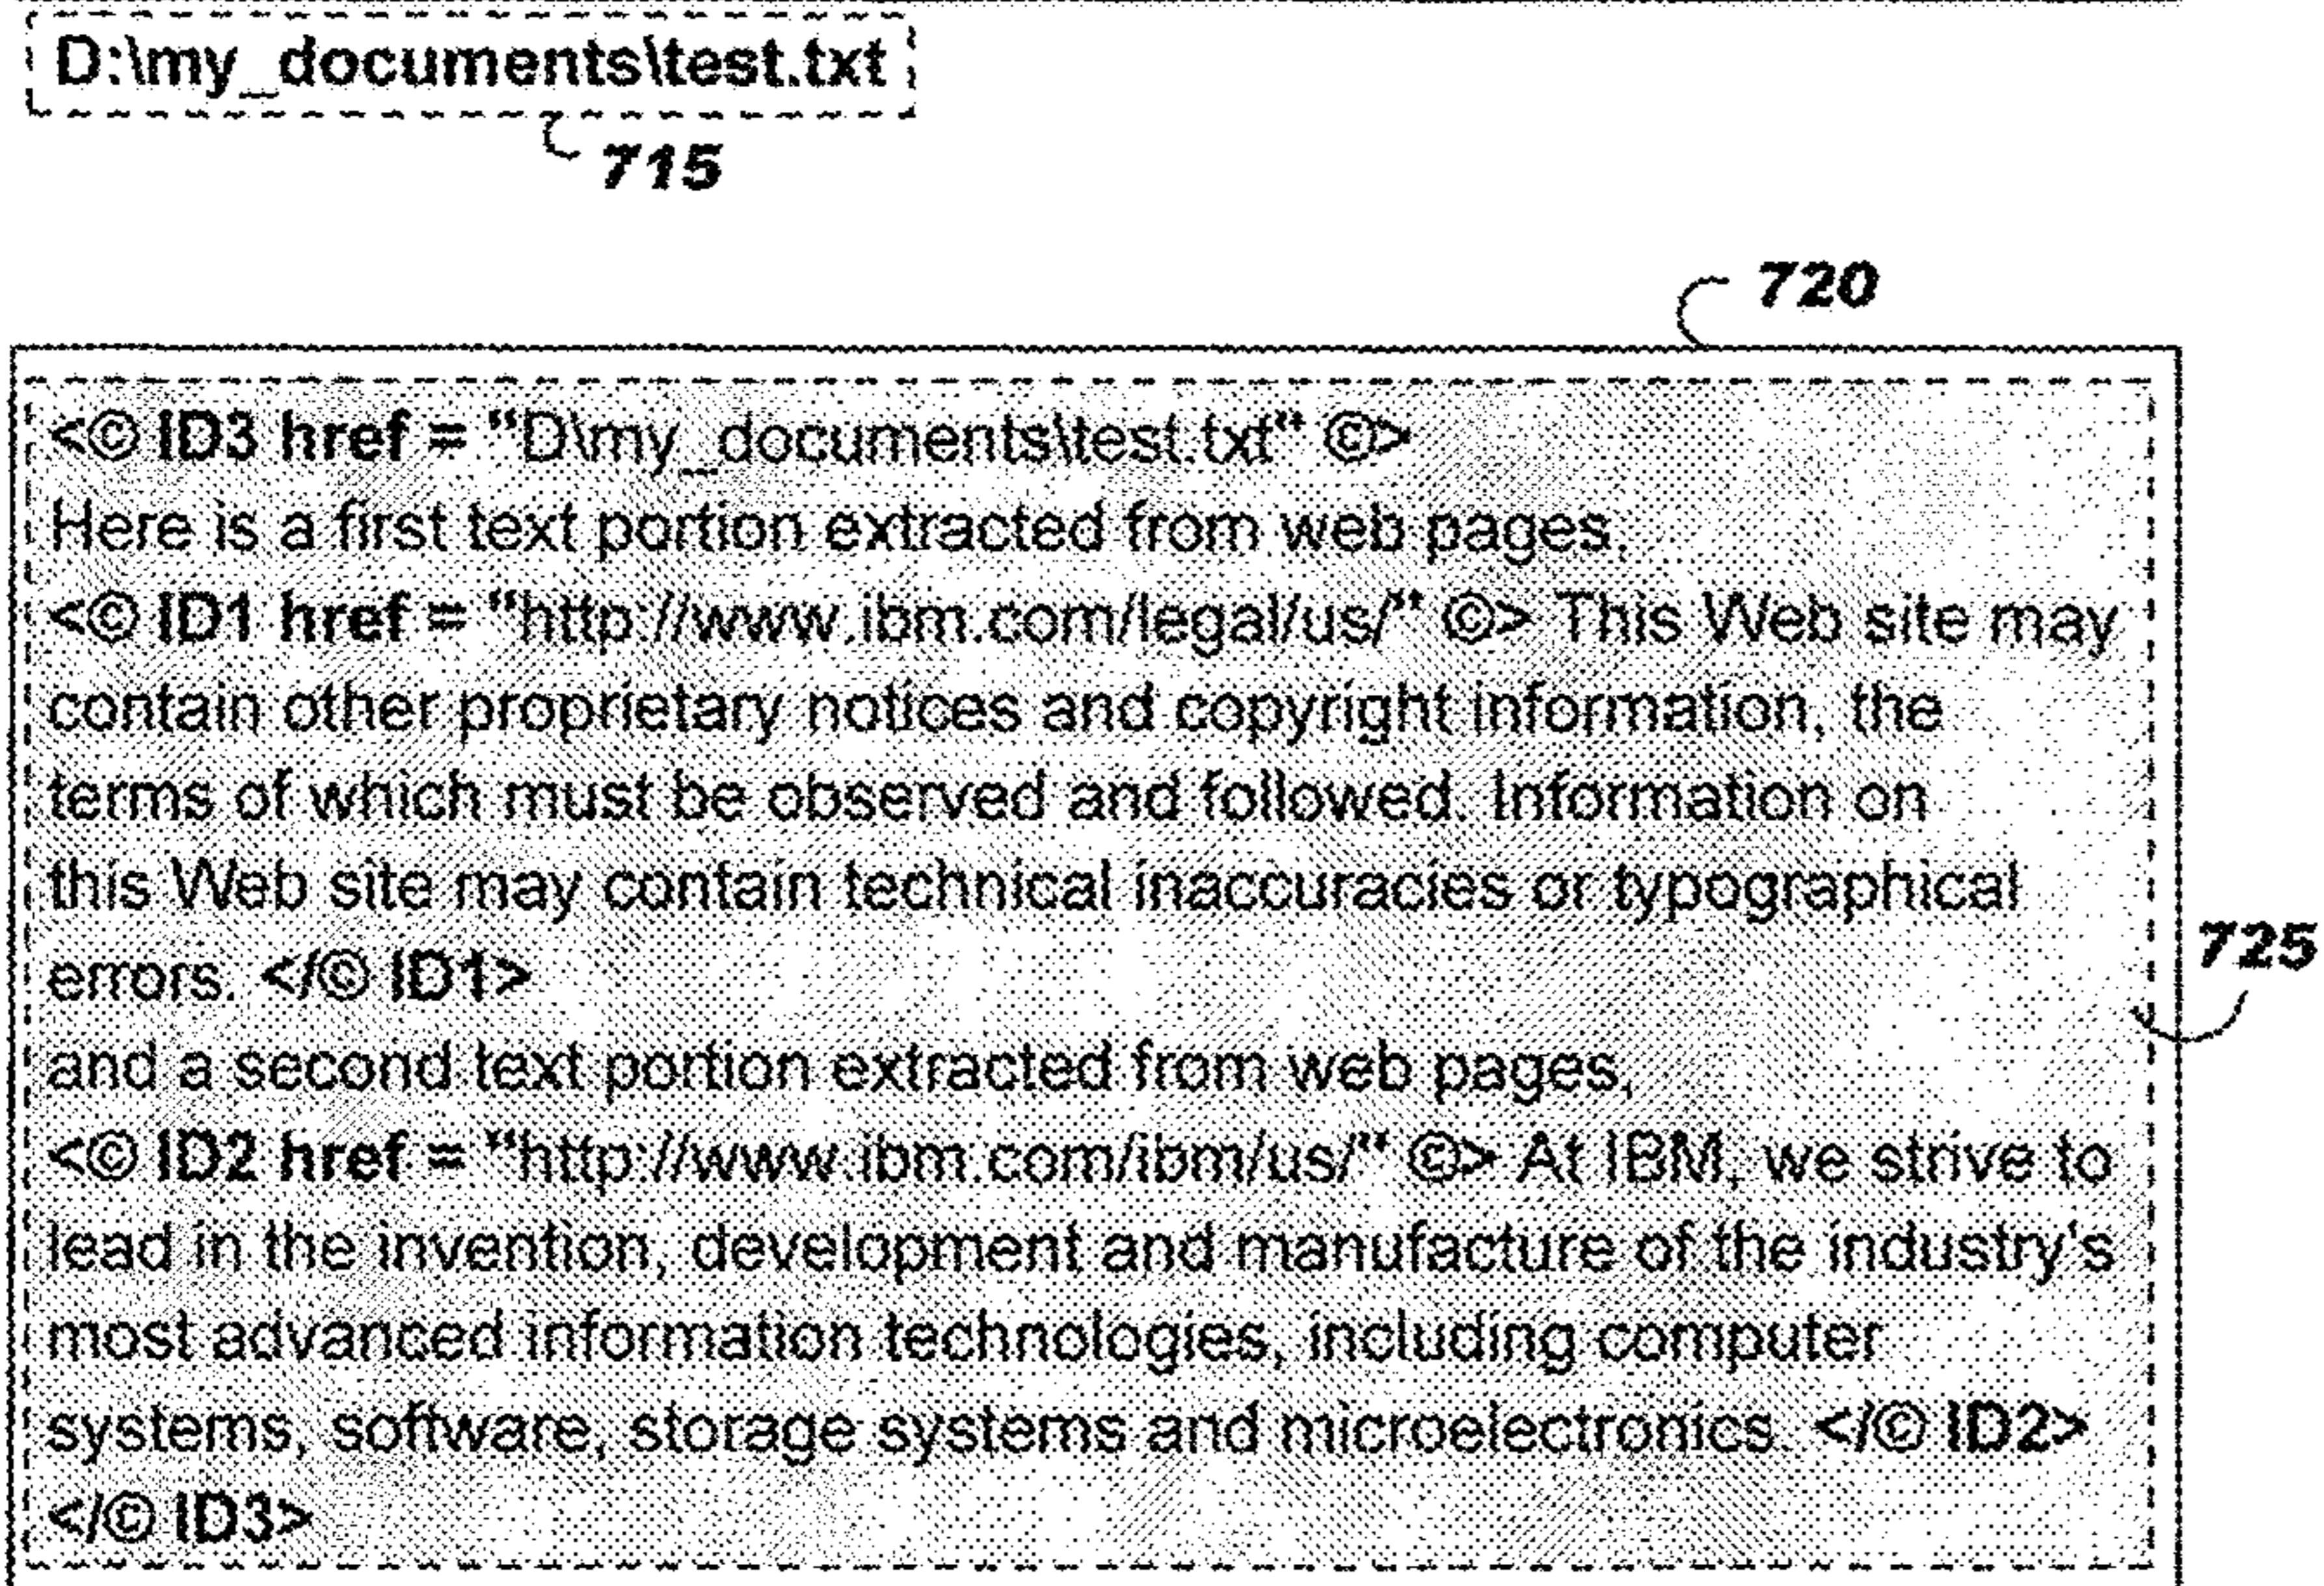 D:\my_documents\test.txt
715
720
<© ID3 href = "D\my_documents\test.txt" ©>
Here is a first text portion extracted from web pages,
<© ID1 href = "http://www.ibm.com/legal/us/" ©> This Web site may
contain other proprietary notices and copyright information, the
terms of which must be observed and followed. Information on
this Web site may contain technical inaccuracies or typographical
errors. </© ID1>
725
and a second text portion extracted from web pages,
<© ID2 href = "http://www.ibm.com/ibm/us/" ©> At IBM, we strive to
lead in the invention, development and manufacture of the industry's
most advanced information technologies, including computer
systems, software, storage systems and microelectronics. </© ID2>
</© ID3>